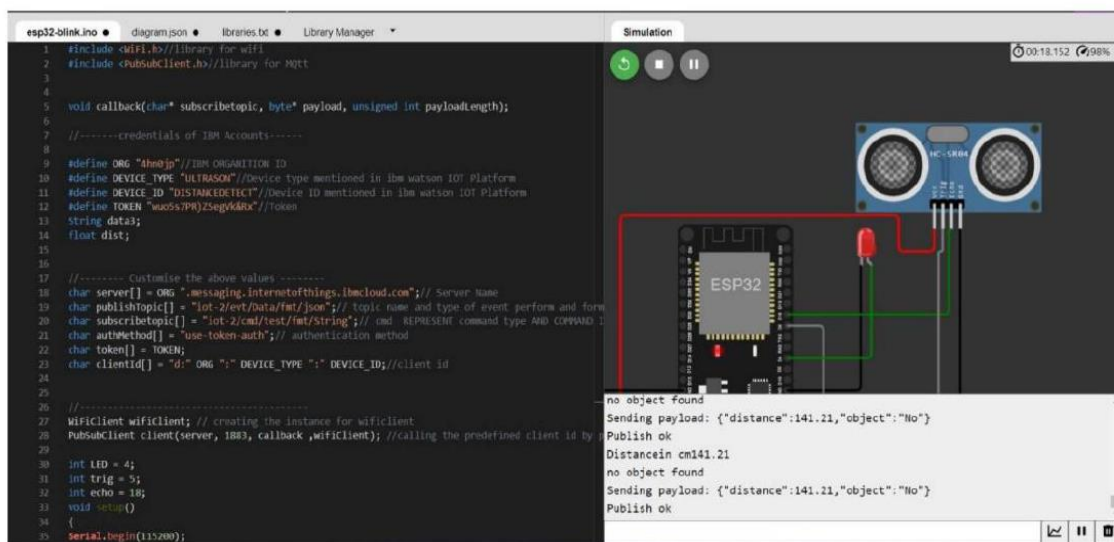 esp32-blink.ino ● diagram.json ● libraries.txt ● Library Manager
1 #include <WiFi.h>//library for wifi
2 #include <PubSubClient.h>//library for MQtt
3
4
5 void callback(char* subscribetopic, byte* payload, unsigned int payloadLength);
6
7 //-------credentials of IBM Accounts------
8
9 #define ORG "4hn0jp"//IBM ORGANITION ID
10 #define DEVICE_TYPE "ULTRASON"//Device type mentioned in ibm watson IOT Platform
11 #define DEVICE_ID "DISTANCEDETECT"//Device ID mentioned in ibm watson IOT Platform
12 #define TOKEN //Token
13 String data3;
14 float dist;
15
16
17 //-------- Customise the above values --------
18 char server[] = ORG ".messaging.internetofthings.ibmcloud.com";// Server Name
19 char publishTopic[] = "iot-2/evt/Data/fmt/json";// topic name and type of event perform and form
20 char subscribetopic[] = "iot-2/cmd/test/fmt/String";// cmd REPRESENT command type AND COMMAND I
21 char authMethod[] = "use-token-auth";// authentication method
22 char token[] = TOKEN;
23 char clientId[] = "d:" ORG ":" DEVICE_TYPE ":" DEVICE_ID;//client id
24
25
26 //-----------------------------------------
27 WiFiClient wifiClient; // creating the instance for wificlient
28 PubSubClient client(server, 1883, callback ,wifiClient); //calling the predefined client id by p
29
30 int LED = 4;
31 int trig = 5;
32 int echo = 18;
33 void setup()
34 {
35 Serial.begin(115200);
Simulation
00:18.152 98%
HC-SR04
ESP32
no object found
Sending payload: {"distance":141.21,"object":"No"}
Publish ok
Distancein cm141.21
no object found
Sending payload: {"distance":141.21,"object":"No"}
Publish ok